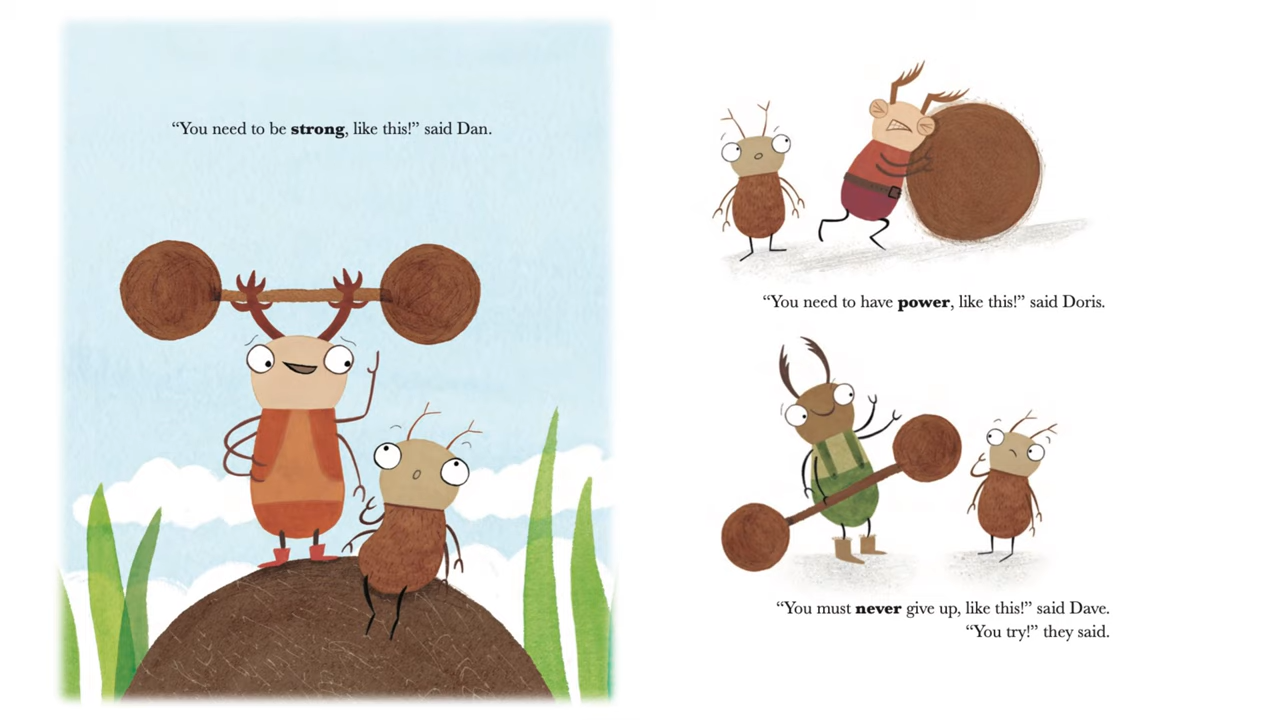 “You need to be strong, like this!” said Dan.
“You need to have power, like this!” said Doris.
“You must never give up, like this!” said Dave.
“You try!” they said.